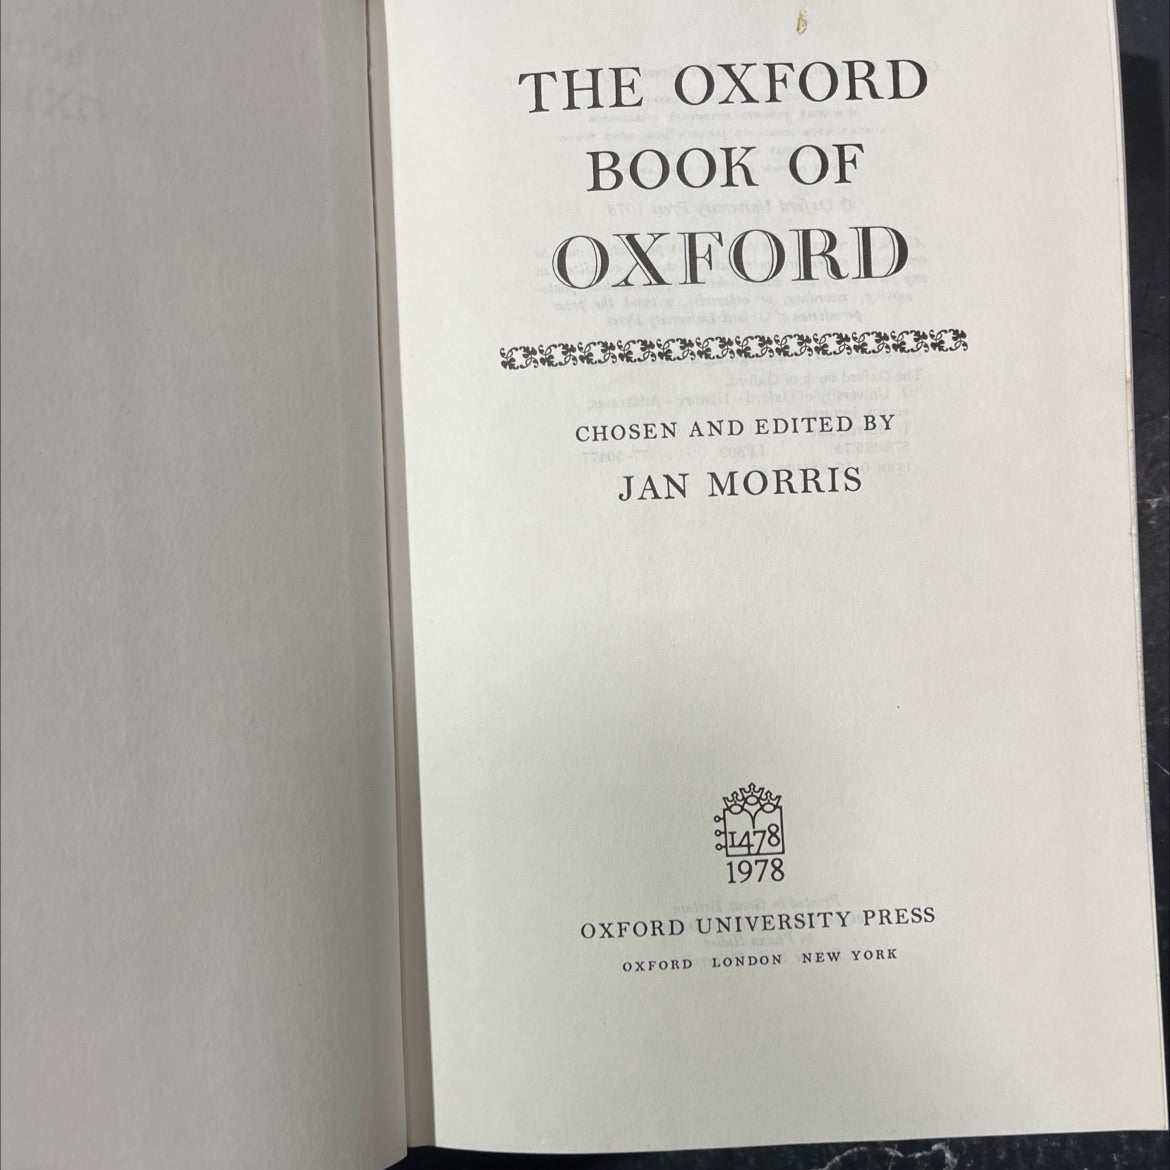 THE OXFORD
BOOK OF
OXFORD
CHOSEN AND EDITED BY
JAN MORRIS
1478
1978
OXFORD UNIVERSITY PRESS
OXFORD LONDON NEW YORK